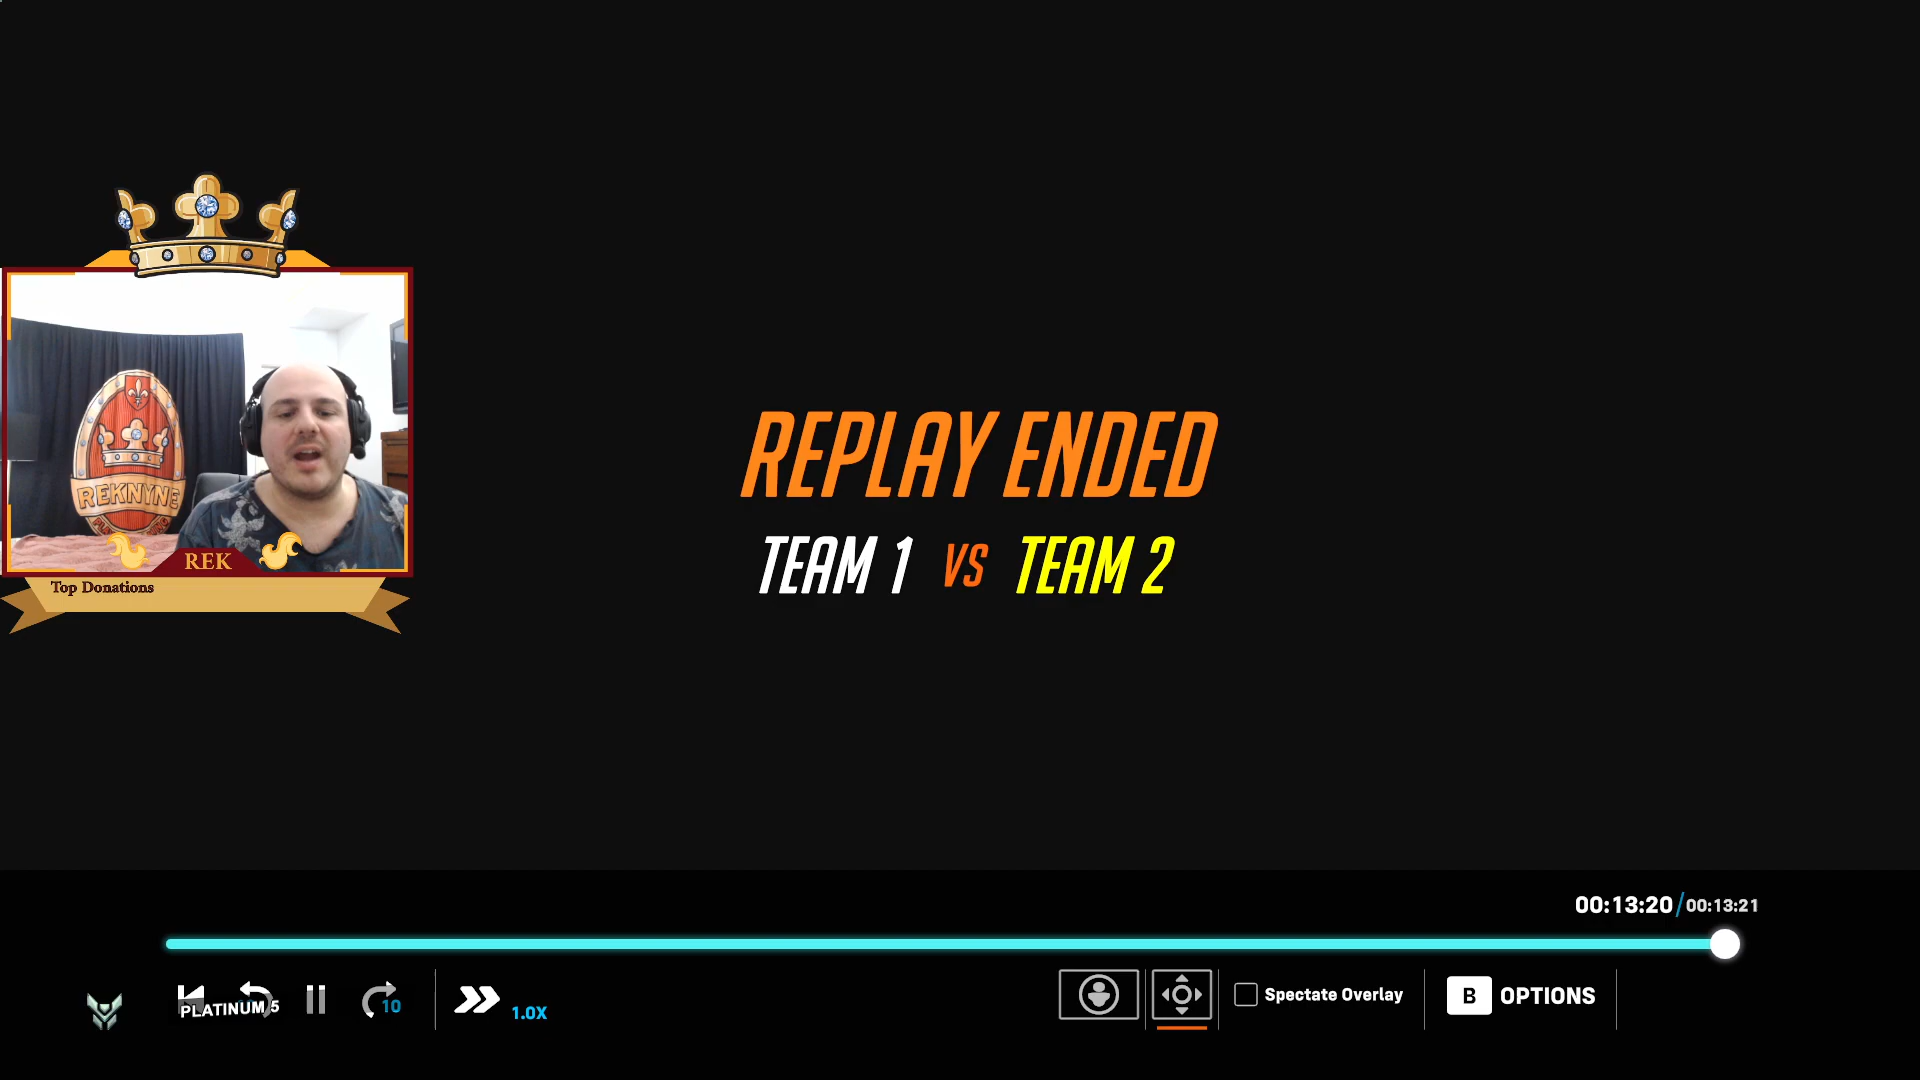 REPLAY ENDED
TEAM 1 VS TEAM 2
REKNYNE
REK
Top Donations
00:13:20/00:13:21
PLATINUM 5
10
1.0X
Spectate Overlay
B OPTIONS